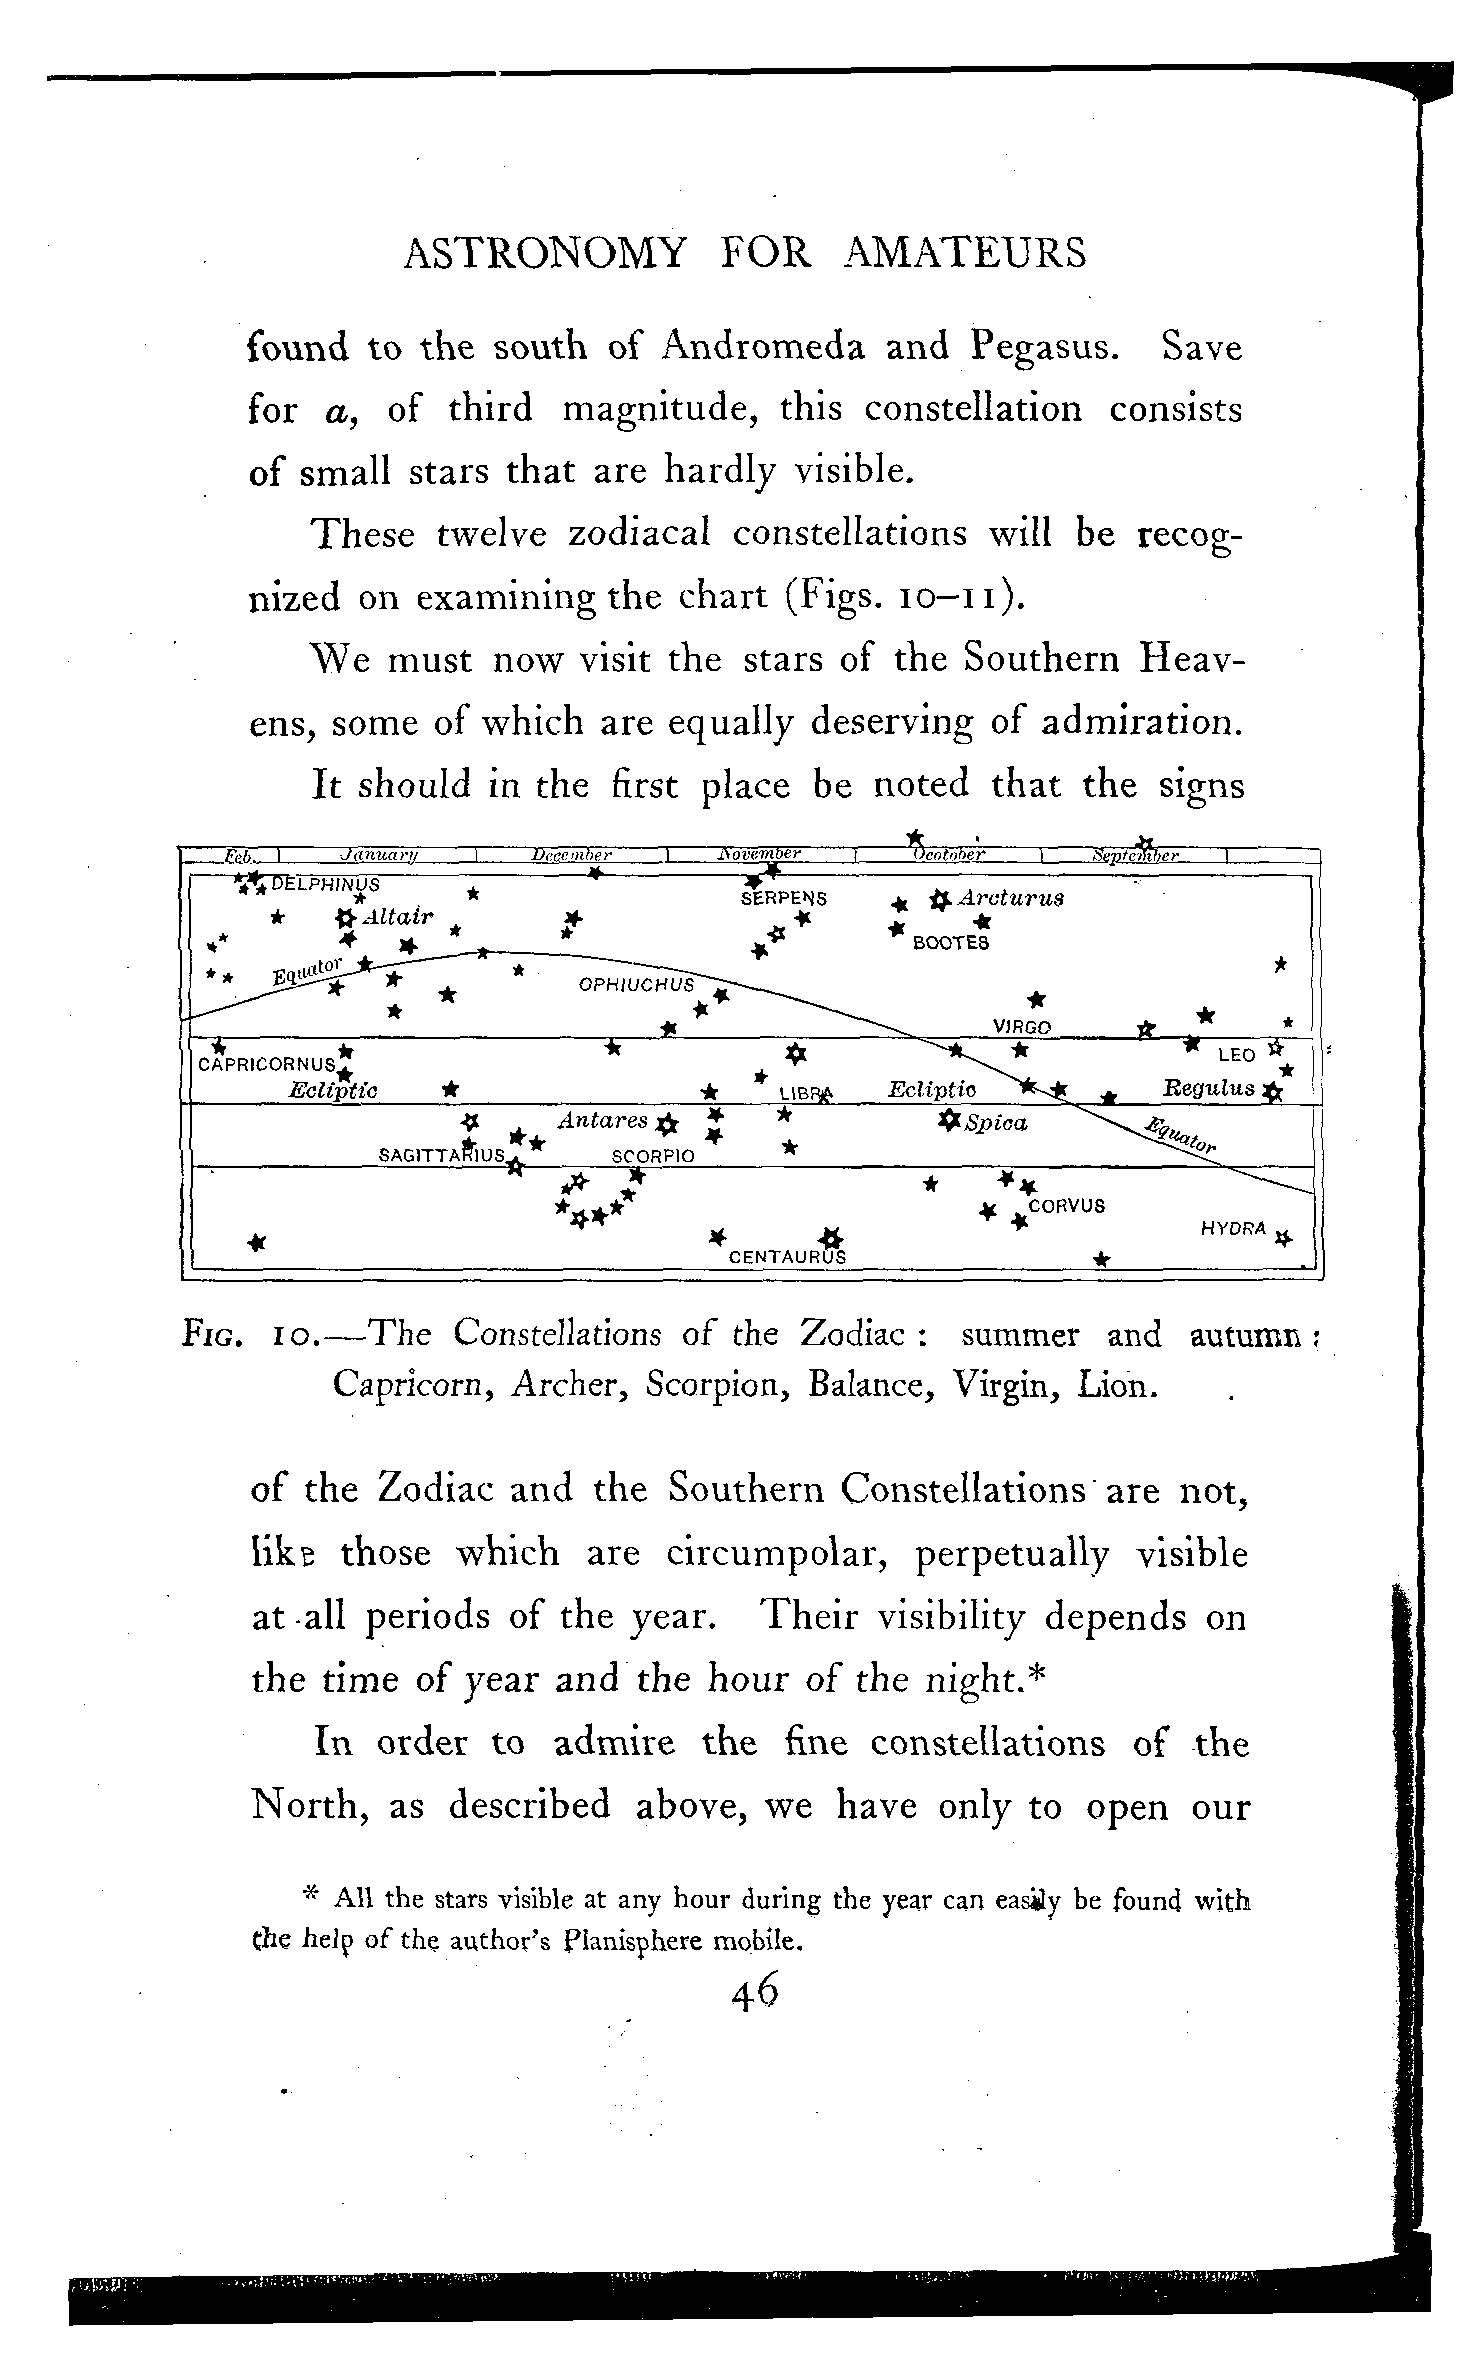 ASTRONOMY FOR AMATEURS
found to the south of Andromeda and Pegasus. Save
for a, of third magnitude, this constellation consists
of small stars that are hardly visible.
These twelve zodiacal constellations will be recog-
nized on examining the chart (Figs. 10–11).
We must now visit the stars of the Southern Heav-
ens, some of which are equally deserving of admiration.
It should in the first place be noted that the signs
Feb. January December November Ocotober September
DELPHINUS
SERPENS
Arcturus
Altair
BOOTES
Equator
OPHIUCHUS
VIRGO
LEO
CAPRICORNUS
Ecliptic
LIBRA
Ecliptic
Regulus
Antares
Spica
Equator
SAGITTARIUS
SCORPIO
CORVUS
HYDRA
CENTAURUS
FIG. 10.—The Constellations of the Zodiac : summer and autumn :
Capricorn, Archer, Scorpion, Balance, Virgin, Lion.
of the Zodiac and the Southern Constellations are not,
like those which are circumpolar, perpetually visible
at all periods of the year. Their visibility depends on
the time of year and the hour of the night.*
In order to admire the fine constellations of the
North, as described above, we have only to open our
* All the stars visible at any hour during the year can easily be found with
the help of the author's Planisphere mobile.
46